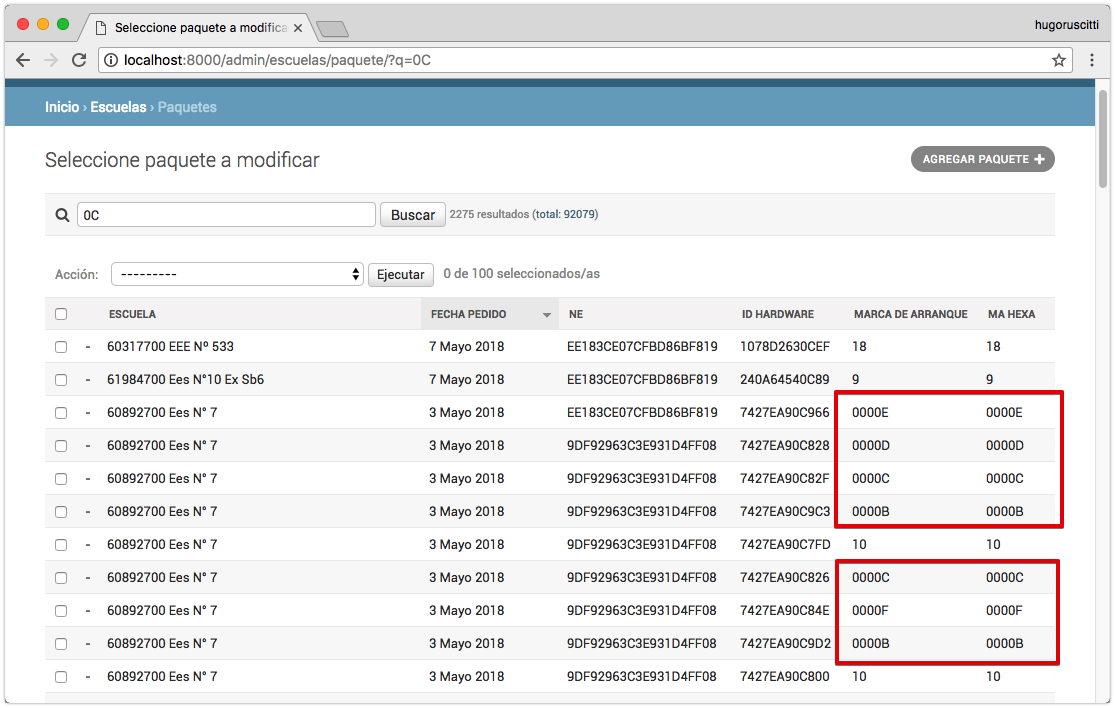 Seleccione paquete a modifica
hugoruscitti
localhost:8000/admin/escuelas/paquete/?q=0C
Inicio › Escuelas › Paquetes
Seleccione paquete a modificar
AGREGAR PAQUETE +
0C Buscar 2275 resultados (total: 92079)
Acción: --------- Ejecutar 0 de 100 seleccionados/as
ESCUELA FECHA PEDIDO NE ID HARDWARE MARCA DE ARRANQUE MA HEXA
- 60317700 EEE Nº 533 7 Mayo 2018 EE183CE07CFBD86BF819 1078D2630CEF 18 18
- 61984700 Ees N°10 Ex Sb6 7 Mayo 2018 EE183CE07CFBD86BF819 240A64540C89 9 9
- 60892700 Ees N° 7 3 Mayo 2018 EE183CE07CFBD86BF819 7427EA90C966 0000E 0000E
- 60892700 Ees N° 7 3 Mayo 2018 9DF92963C3E931D4FF08 7427EA90C828 0000D 0000D
- 60892700 Ees N° 7 3 Mayo 2018 9DF92963C3E931D4FF08 7427EA90C82F 0000C 0000C
- 60892700 Ees N° 7 3 Mayo 2018 9DF92963C3E931D4FF08 7427EA90C9C3 0000B 0000B
- 60892700 Ees N° 7 3 Mayo 2018 9DF92963C3E931D4FF08 7427EA90C7FD 10 10
- 60892700 Ees N° 7 3 Mayo 2018 9DF92963C3E931D4FF08 7427EA90C826 0000C 0000C
- 60892700 Ees N° 7 3 Mayo 2018 9DF92963C3E931D4FF08 7427EA90C84E 0000F 0000F
- 60892700 Ees N° 7 3 Mayo 2018 9DF92963C3E931D4FF08 7427EA90C9D2 0000B 0000B
- 60892700 Ees N° 7 3 Mayo 2018 9DF92963C3E931D4FF08 7427EA90C800 10 10